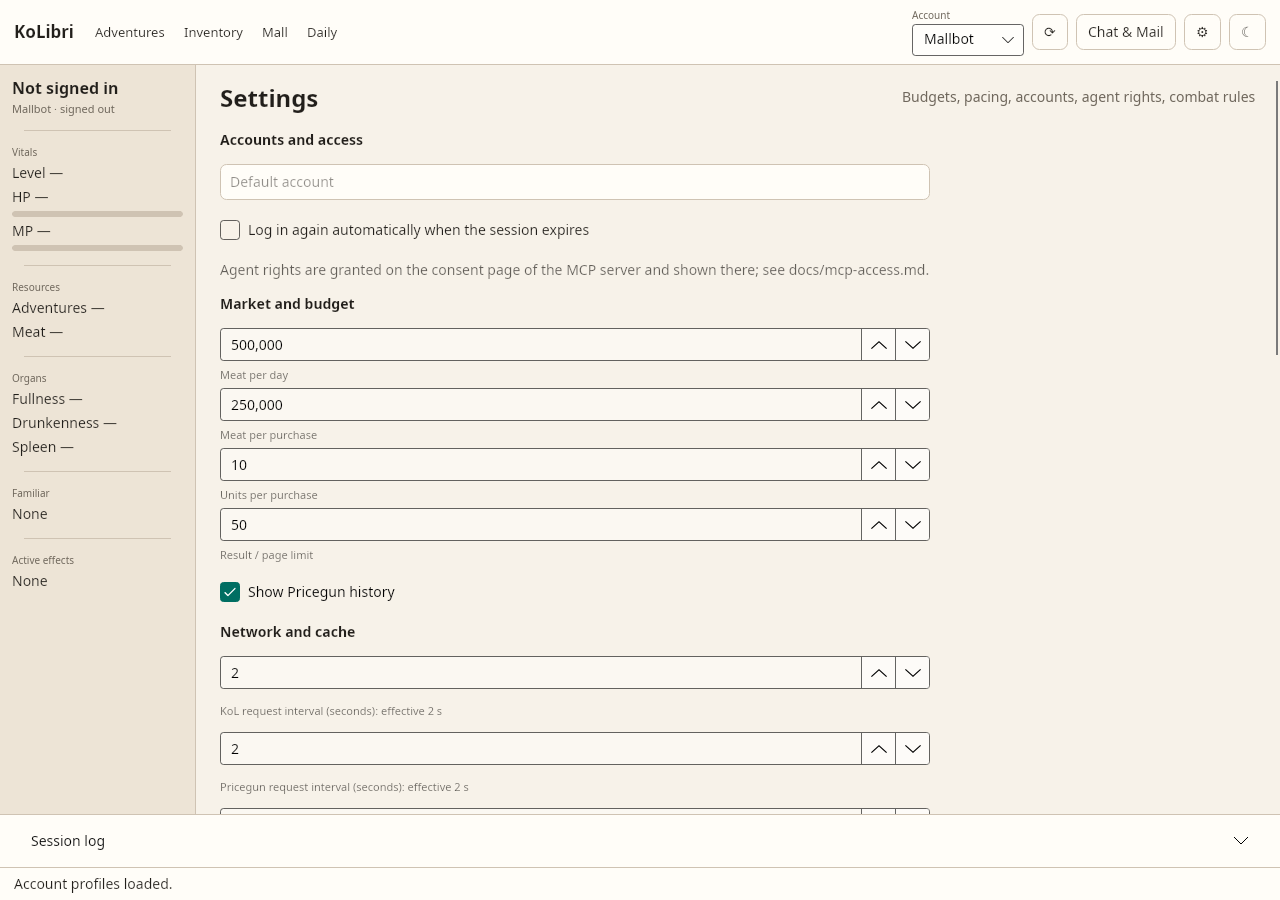 KoLibri
Adventures
Inventory
Mall
Daily
Account
Mallbot
Chat & Mail
Not signed in
Mallbot · signed out
Vitals
Level —
HP —
MP —
Resources
Adventures —
Meat —
Organs
Fullness —
Drunkenness —
Spleen —
Familiar
None
Active effects
None
Settings
Budgets, pacing, accounts, agent rights, combat rules
Accounts and access
Default account
Log in again automatically when the session expires
Agent rights are granted on the consent page of the MCP server and shown there; see docs/mcp-access.md.
Market and budget
500,000
Meat per day
250,000
Meat per purchase
10
Units per purchase
50
Result / page limit
Show Pricegun history
Network and cache
2
KoL request interval (seconds): effective 2 s
2
Pricegun request interval (seconds): effective 2 s
Session log
Account profiles loaded.